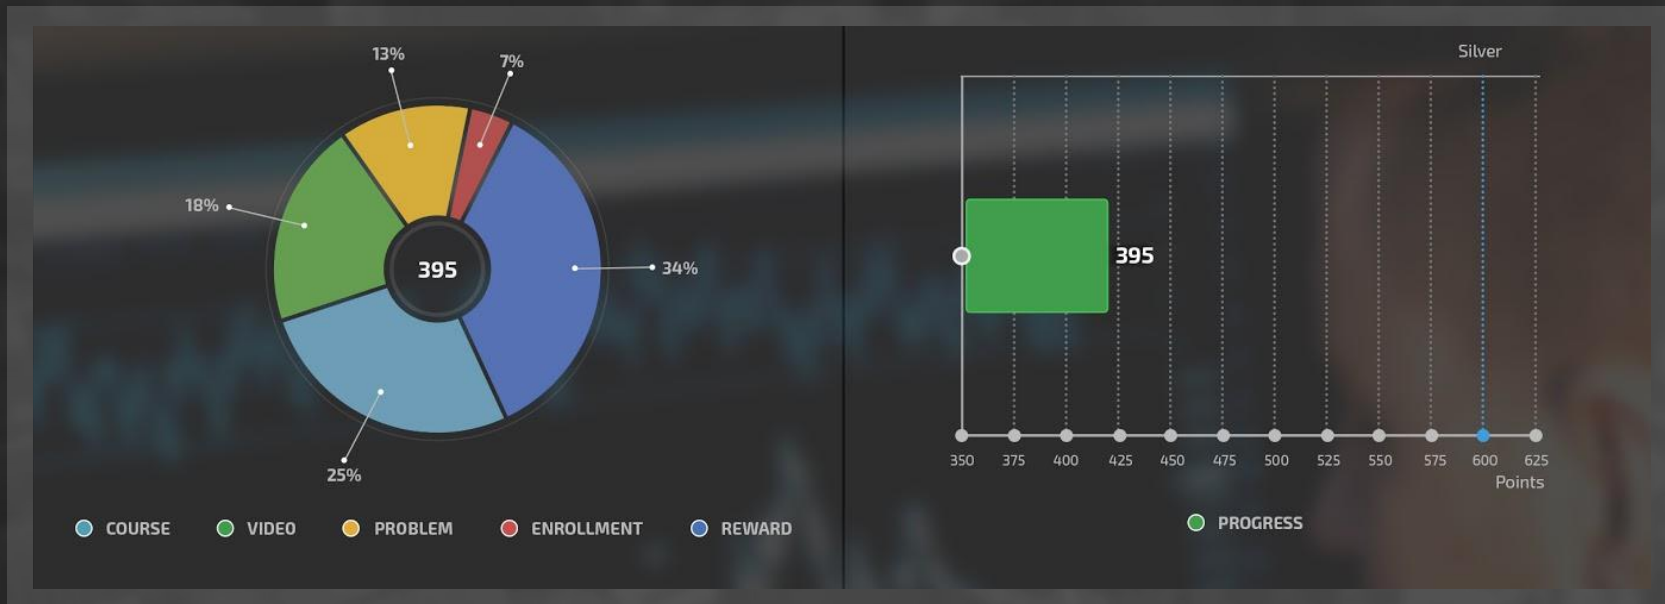 13%
7%
18%
395
34%
25%
COURSE VIDEO PROBLEM ENROLLMENT REWARD
Silver
395
350 375 400 425 450 475 500 525 550 575 600 625
Points
PROGRESS